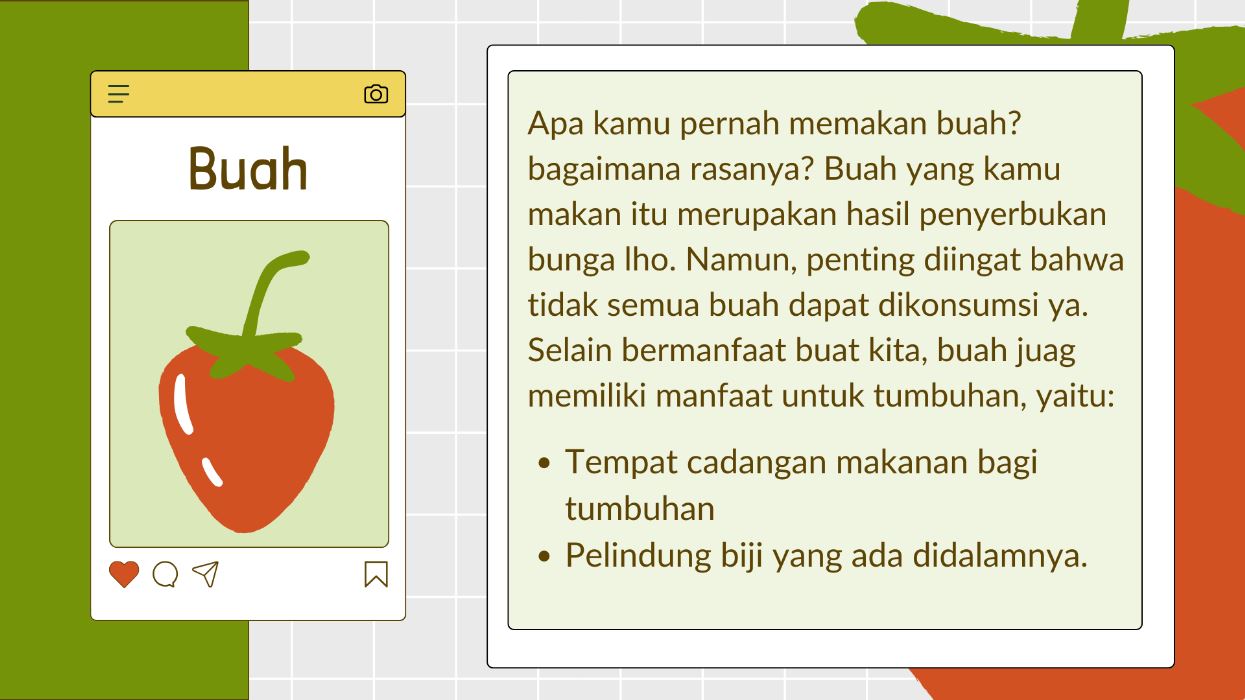 Buah
Apa kamu pernah memakan buah?
bagaimana rasanya? Buah yang kamu
makan itu merupakan hasil penyerbukan
bunga lho. Namun, penting diingat bahwa
tidak semua buah dapat dikonsumsi ya.
Selain bermanfaat buat kita, buah juag
memiliki manfaat untuk tumbuhan, yaitu:
• Tempat cadangan makanan bagi
tumbuhan
• Pelindung biji yang ada didalamnya.